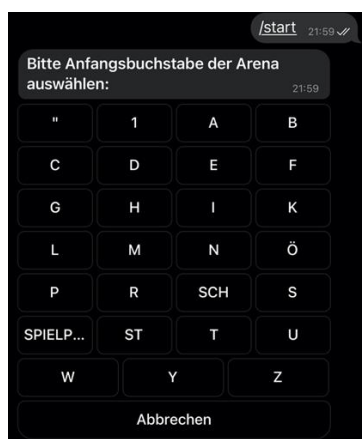 /start 21:59
Bitte Anfangsbuchstabe der Arena
auswählen:
21:59
" 1 A B
C D E F
G H I K
L M N Ö
P R SCH S
SPIELP... ST T U
W Y Z
Abbrechen